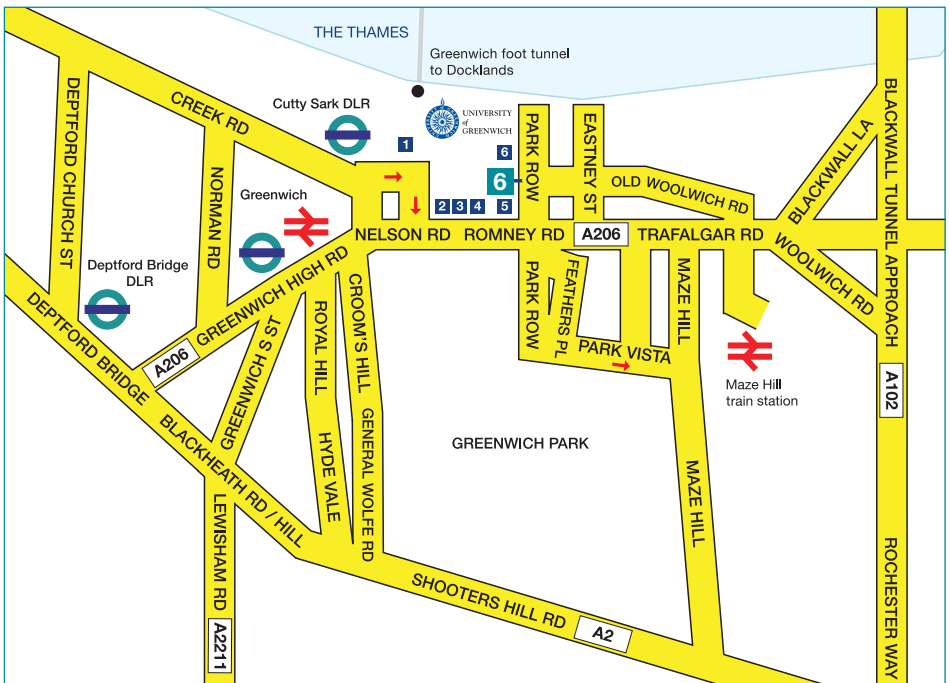 THE THAMES
Greenwich foot tunnel
to Docklands
DEPTFORD CHURCH ST
CREEK RD
Cutty Sark DLR
UNIVERSITY
of
GREENWICH
1
6
6
2
3
4
5
PARK ROW
EASTNEY ST
OLD WOOLWICH RD
BLACKWALL LA
BLACKWALL TUNNEL APPROACH
NORMAN RD
Greenwich
NELSON RD
ROMNEY RD
A206
TRAFALGAR RD
WOOLWICH RD
Deptford Bridge
DLR
GREENWICH HIGH RD
A206
DEPTFORD BRIDGE
GREENWICH S ST
ROYAL HILL
CROOM'S HILL
PARK ROW
FEATHERS PL
PARK VISTA
MAZE HILL
Maze Hill
train station
A102
BLACKHEATH RD / HILL
HYDE VALE
GENERAL WOLFE RD
GREENWICH PARK
MAZE HILL
LEWISHAM RD
A2211
SHOOTERS HILL RD
A2
ROCHESTER WAY